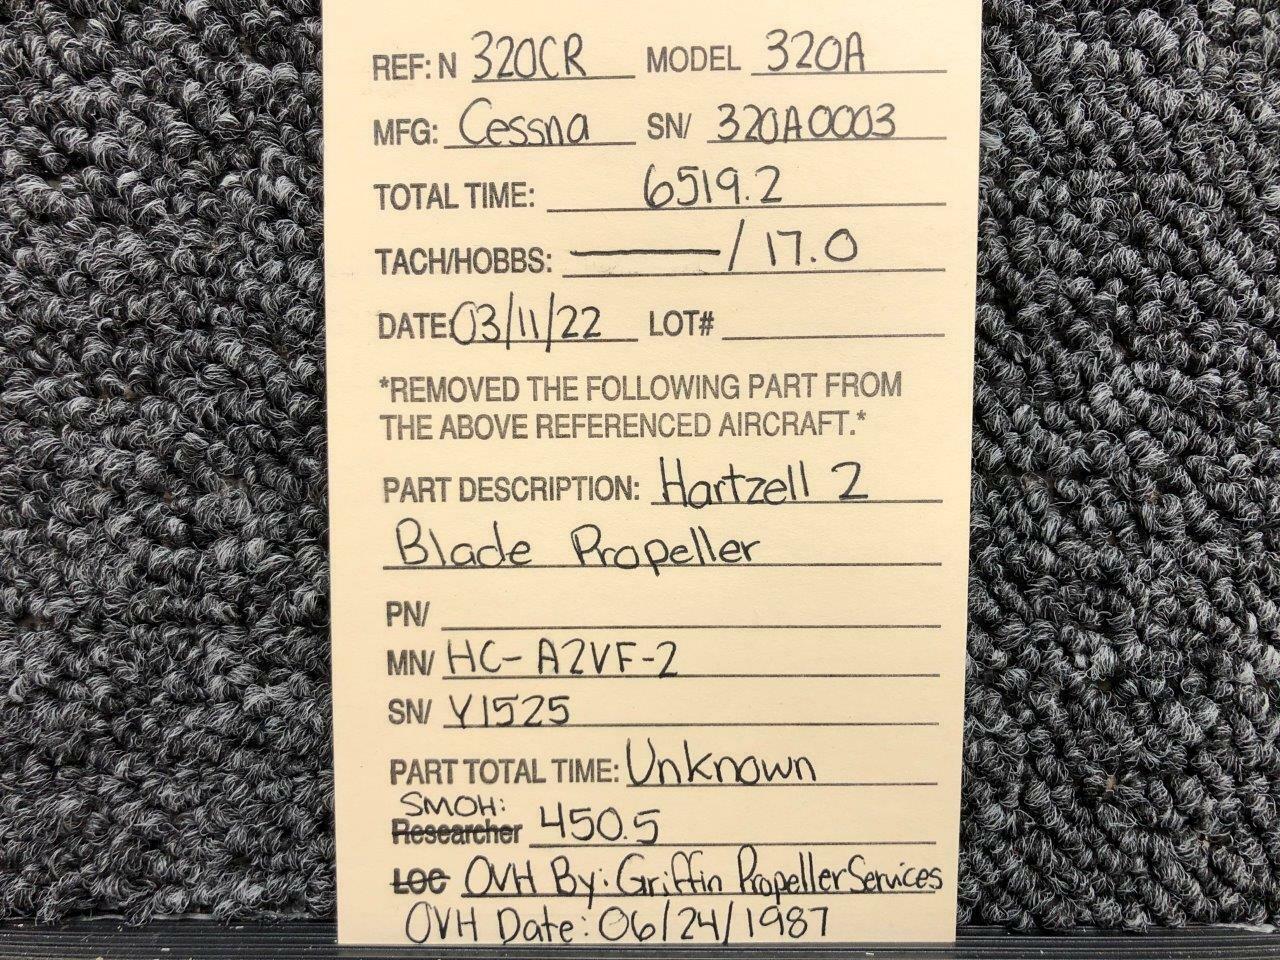 REF: N 320CR MODEL 320A
MFG: Cessna SN/ 320A0003
TOTAL TIME: 6519.2
TACH/HOBBS: —— / 17.0
DATE: 03/11/22 LOT#
*REMOVED THE FOLLOWING PART FROM
THE ABOVE REFERENCED AIRCRAFT.*
PART DESCRIPTION: Hartzell 2
Blade Propeller
PN/
MN/ HC-A2VF-2
SN/ Y1525
PART TOTAL TIME: Unknown
SMOH:
Researcher 450.5
LOC OVH By: Griffin Propeller Services
OVH Date: 06/24/1987